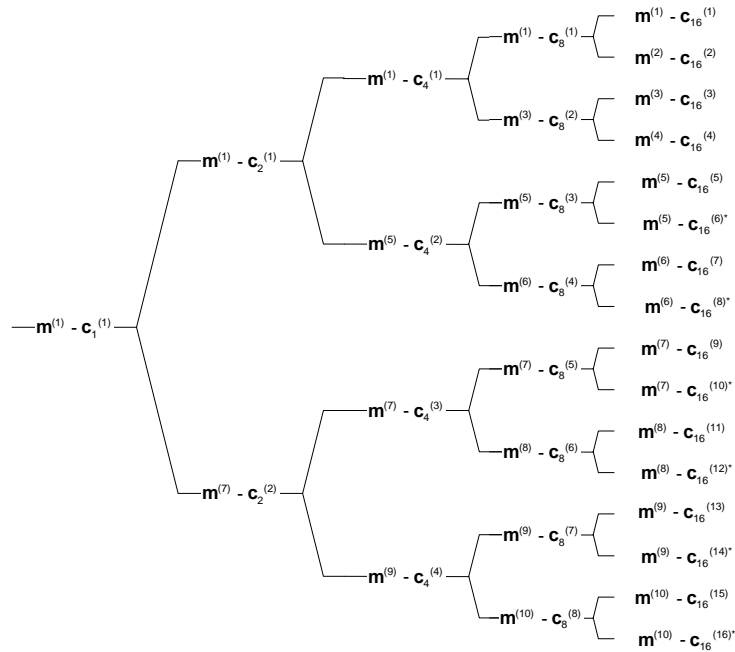 m(1) - c16(1)
m(1) - c8(1)
m(2) - c16(2)
m(1) - c4(1)
m(3) - c16(3)
m(3) - c8(2)
m(4) - c16(4)
m(1) - c2(1)
m(5) - c16(5)
m(5) - c8(3)
m(5) - c16(6)*
m(5) - c4(2)
m(6) - c16(7)
m(6) - c8(4)
m(6) - c16(8)*
m(1) - c1(1)
m(7) - c16(9)
m(7) - c8(5)
m(7) - c16(10)*
m(7) - c4(3)
m(8) - c16(11)
m(8) - c8(6)
m(8) - c16(12)*
m(7) - c2(2)
m(9) - c16(13)
m(9) - c8(7)
m(9) - c16(14)*
m(9) - c4(4)
m(10) - c16(15)
m(10) - c8(8)
m(10) - c16(16)*